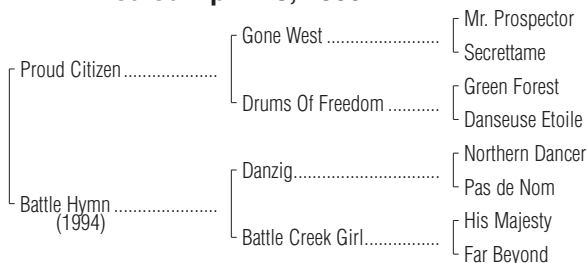 Mr. Prospector
Gone West
Secrettame
Proud Citizen
Green Forest
Drums Of Freedom
Danseuse Etoile
Northern Dancer
Danzig
Pas de Nom
Battle Hymn
(1994)
His Majesty
Battle Creek Girl
Far Beyond